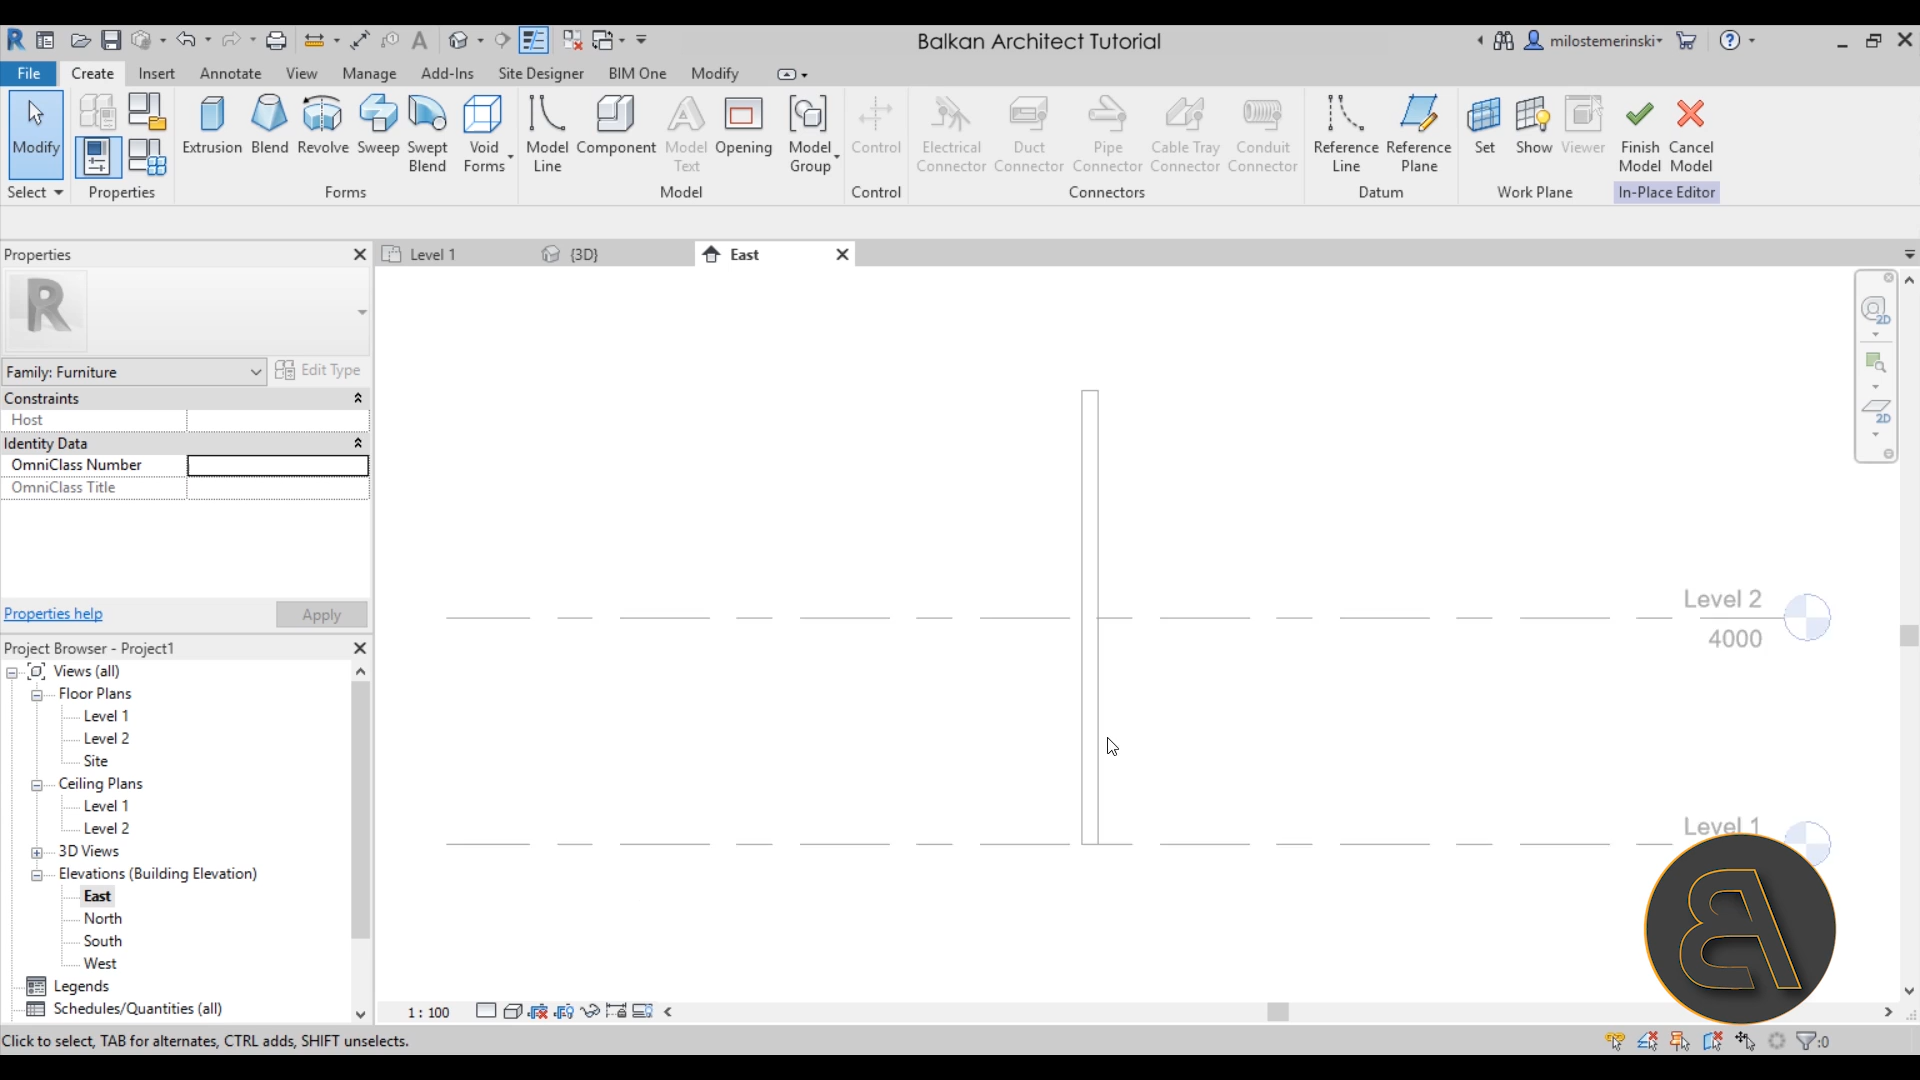 Balkan Architect Tutorial
milostemerinski
File Create Insert Annotate View Manage Add-Ins Site Designer BIM One Modify
Modify
Extrusion Blend Revolve Sweep Swept Blend Void Forms
Model Line Component Model Text Opening Model Group
Control
Electrical Connector Duct Connector Pipe Connector Cable Tray Connector Conduit Connector
Reference Line Reference Plane
Set Show Viewer
Finish Model Cancel Model
Select Properties Forms Model Control Connectors Datum Work Plane In-Place Editor
Properties
Level 1 {3D} East
R
Family: Furniture Edit Type
Constraints
Host
Identity Data
OmniClass Number
OmniClass Title
Properties help Apply
Project Browser - Project1
Views (all)
Floor Plans
Level 1
Level 2
Site
Ceiling Plans
Level 1
Level 2
3D Views
Elevations (Building Elevation)
East
North
South
West
Legends
Schedules/Quantities (all)
2D
2D
Level 2
4000
Level 1
1 : 100
Click to select, TAB for alternates, CTRL adds, SHIFT unselects.
:0